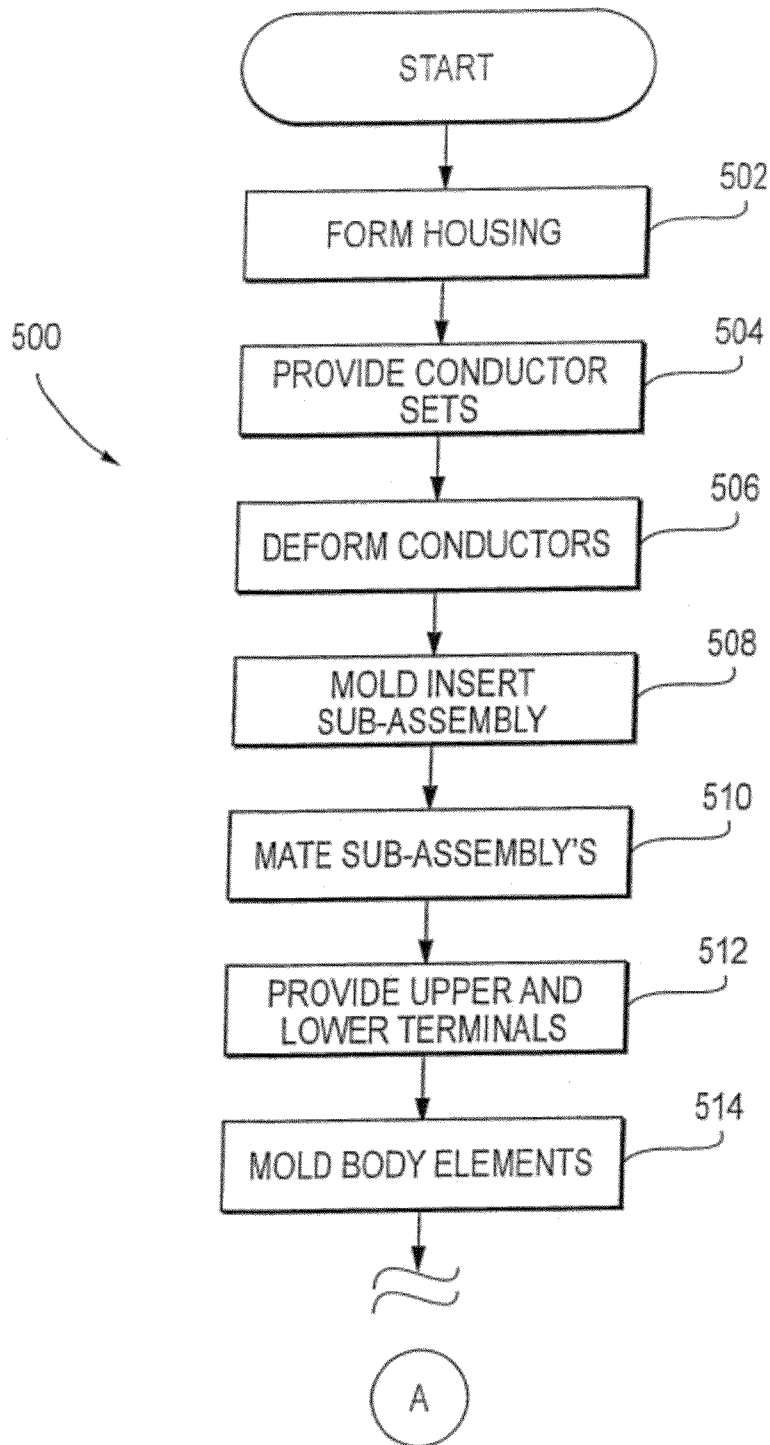 START
502
FORM HOUSING
500
504
PROVIDE CONDUCTOR
SETS
506
DEFORM CONDUCTORS
508
MOLD INSERT
SUB-ASSEMBLY
510
MATE SUB-ASSEMBLY'S
512
PROVIDE UPPER AND
LOWER TERMINALS
514
MOLD BODY ELEMENTS
A